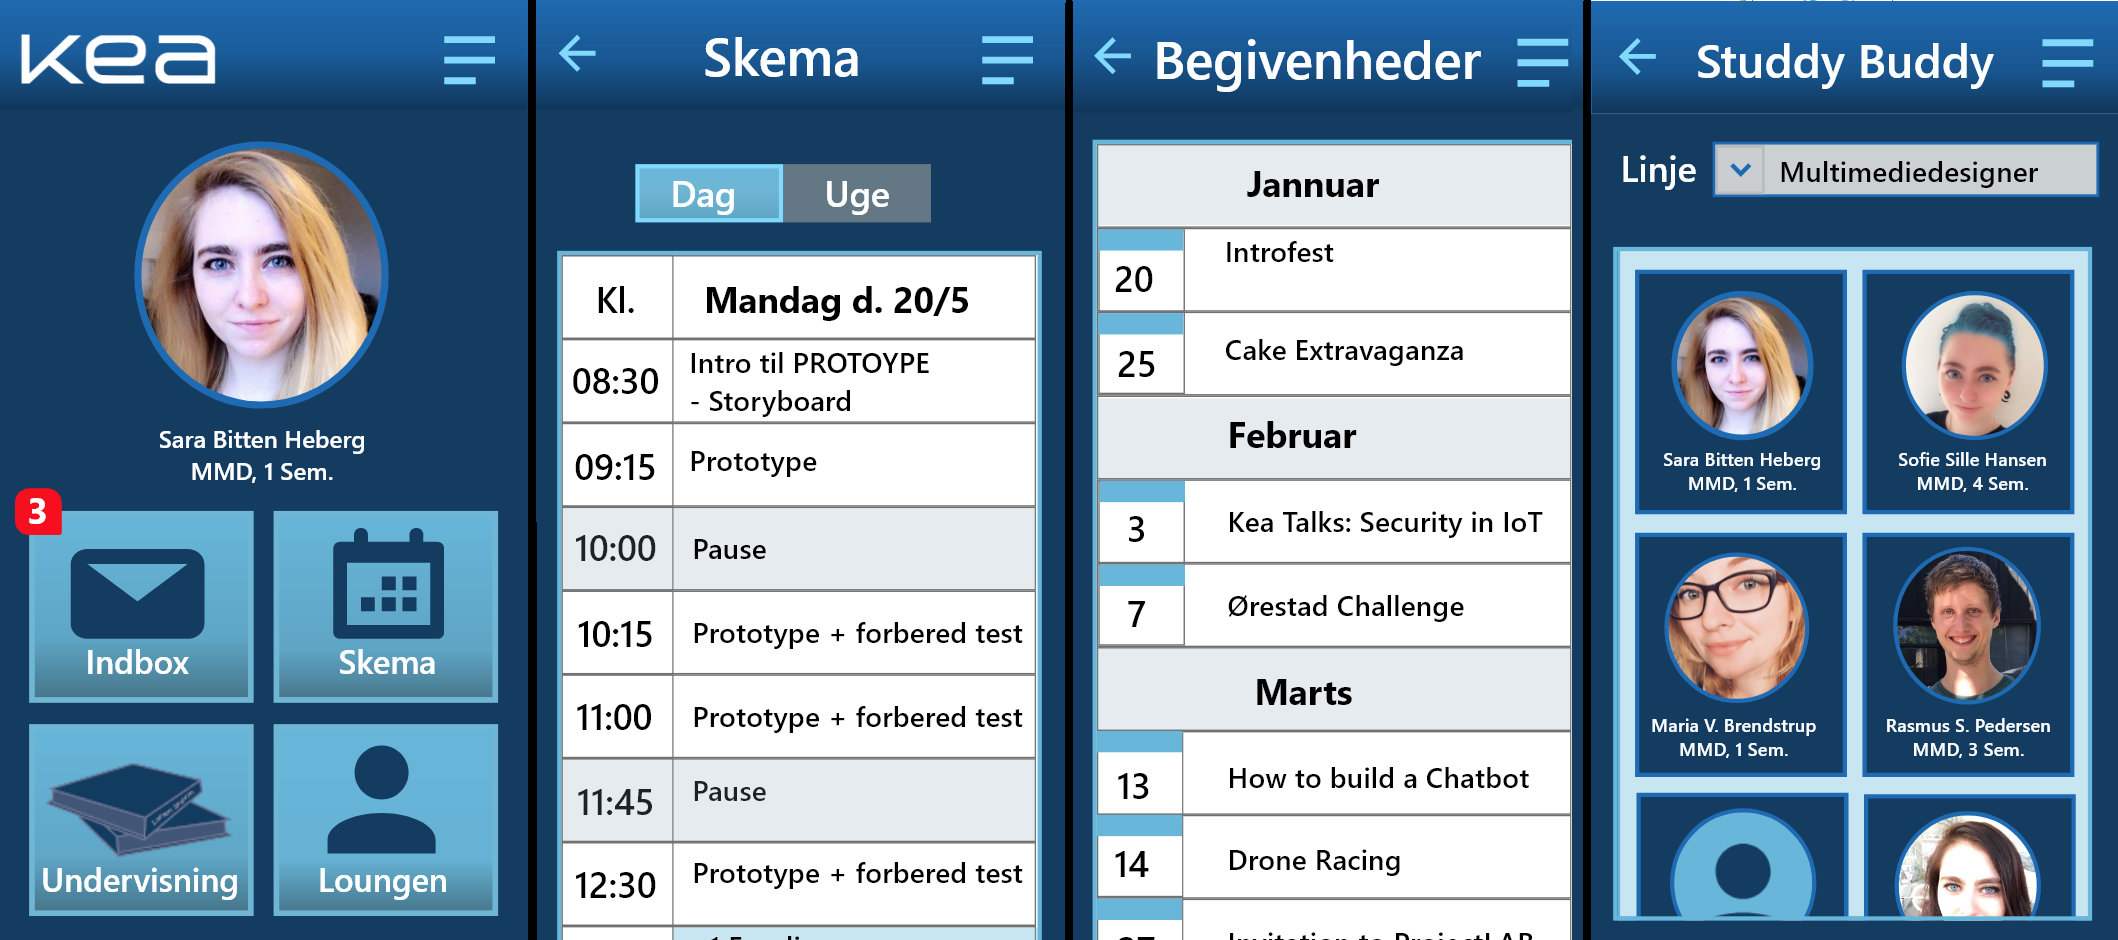 kea
Sara Bitten Heberg
MMD, 1 Sem.
3
Indbox
Skema
Undervisning
Loungen
Skema
Dag
Uge
Kl.
Mandag d. 20/5
08:30
Intro til PROTOYPE
- Storyboard
09:15
Prototype
10:00
Pause
10:15
Prototype + forbered test
11:00
Prototype + forbered test
11:45
Pause
12:30
Prototype + forbered test
Begivenheder
Jannuar
20
Introfest
25
Cake Extravaganza
Februar
3
Kea Talks: Security in IoT
7
Ørestad Challenge
Marts
13
How to build a Chatbot
14
Drone Racing
Invitation to ProjectLAB
Studdy Buddy
Linje
Multimediedesigner
Sara Bitten Heberg
MMD, 1 Sem.
Sofie Sille Hansen
MMD, 4 Sem.
Maria V. Brendstrup
MMD, 1 Sem.
Rasmus S. Pedersen
MMD, 3 Sem.